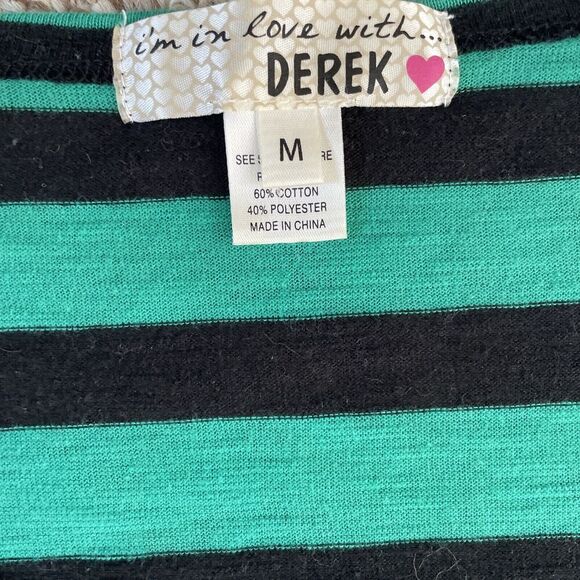 i'm in love with...
DEREK
M
SEE
60% COTTON
40% POLYESTER
MADE IN CHINA